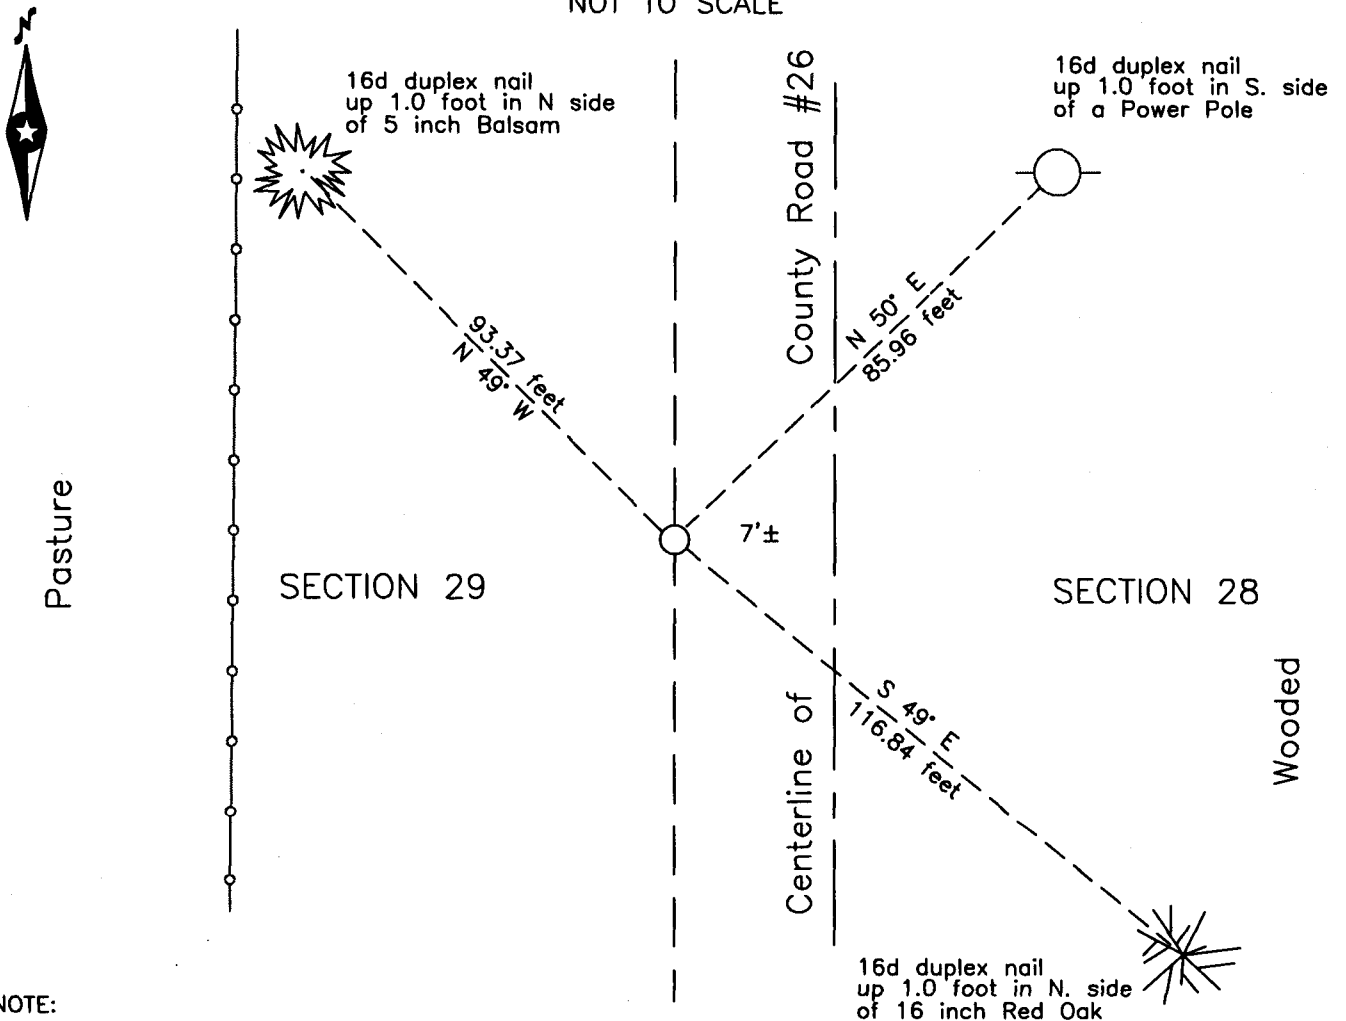 NOT TO SCALE
N
16d duplex nail
up 1.0 foot in N side
of 5 inch Balsam
16d duplex nail
up 1.0 foot in S. side
of a Power Pole
County Road #26
N 50° E
85.96 feet
93.37 feet
N 49° W
Pasture
7'±
SECTION 29
SECTION 28
Wooded
S 49° E
116.84 feet
Centerline of
16d duplex nail
up 1.0 foot in N. side
of 16 inch Red Oak
NOTE: